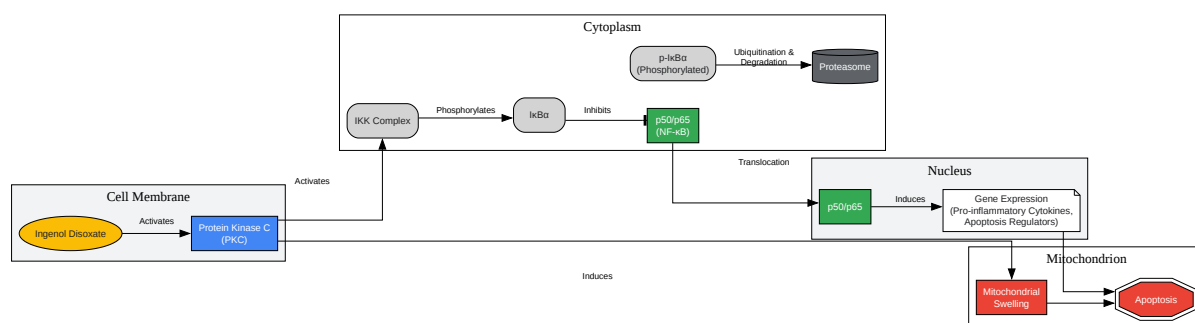 Cytoplasm
p-IκBα
(Phosphorylated)
Ubiquitination &
Degradation
Proteasome
IKK Complex
Phosphorylates
IκBα
Inhibits
p50/p65
(NF-κB)
Activates
Translocation
Cell Membrane
Ingenol Disoxate
Activates
Protein Kinase C
(PKC)
Nucleus
p50/p65
Induces
Gene Expression
(Pro-inflammatory Cytokines,
Apoptosis Regulators)
Induces
Mitochondrion
Mitochondrial
Swelling
Apoptosis